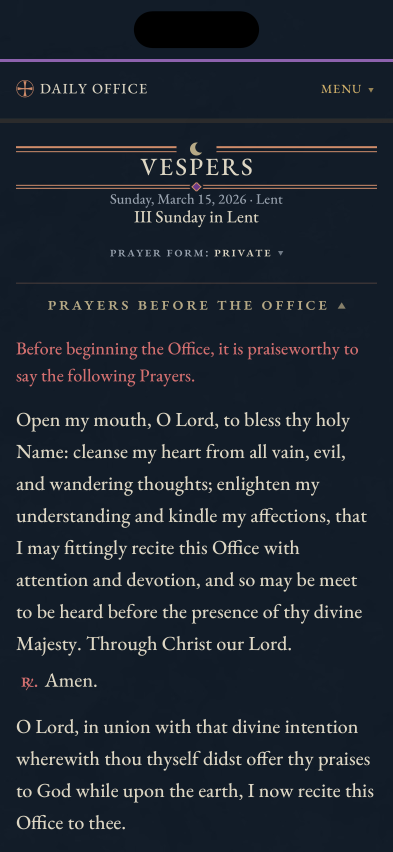 DAILY OFFICE
MENU ▼
VESPERS
Sunday, March 15, 2026 · Lent
III Sunday in Lent
PRAYER FORM: PRIVATE ▼
PRAYERS BEFORE THE OFFICE ▲
Before beginning the Office, it is praiseworthy to
say the following Prayers.
Open my mouth, O Lord, to bless thy holy
Name: cleanse my heart from all vain, evil,
and wandering thoughts; enlighten my
understanding and kindle my affections, that
I may fittingly recite this Office with
attention and devotion, and so may be meet
to be heard before the presence of thy divine
Majesty. Through Christ our Lord.
℟. Amen.
O Lord, in union with that divine intention
wherewith thou thyself didst offer thy praises
to God while upon the earth, I now recite this
Office to thee.